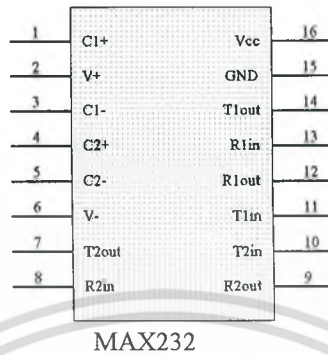 1 C1+ Vcc 16
2 V+ GND 15
3 C1- T1out 14
4 C2+ R1in 13
5 C2- R1out 12
6 V- T1in 11
7 T2out T2in 10
8 R2in R2out 9
MAX232